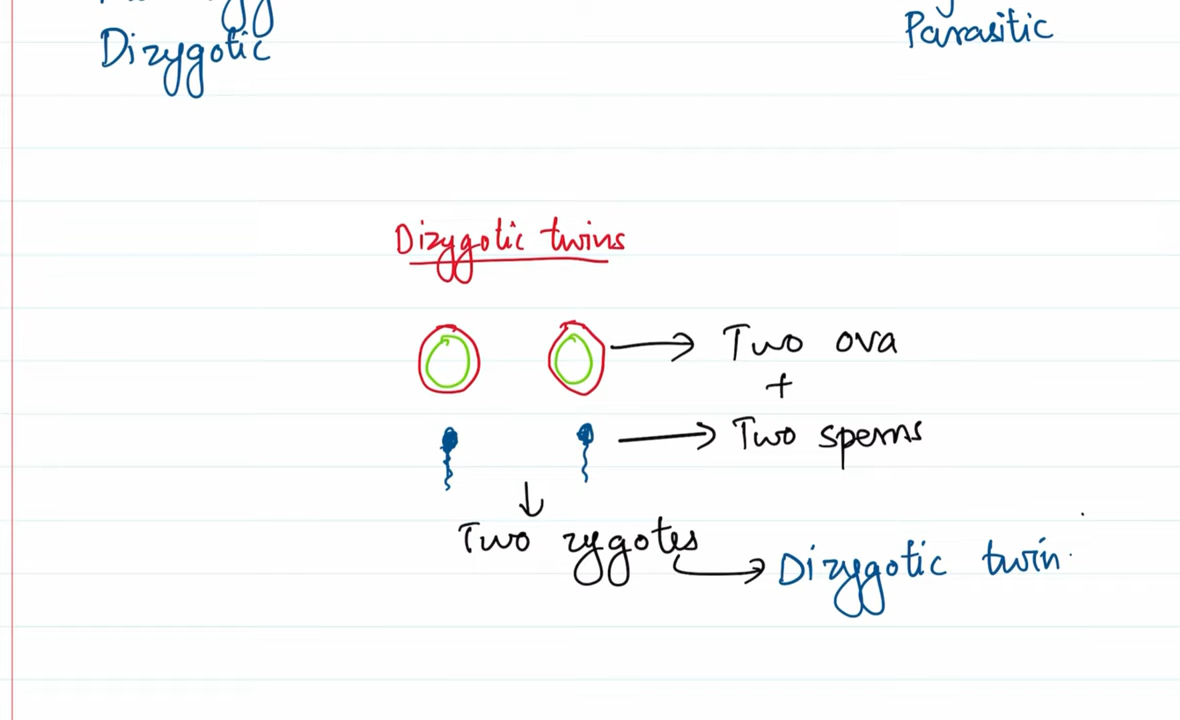 Dizygotic
Parasitic
Dizygotic twins
Two ova
+
Two sperms
Two zygotes
Dizygotic twin.